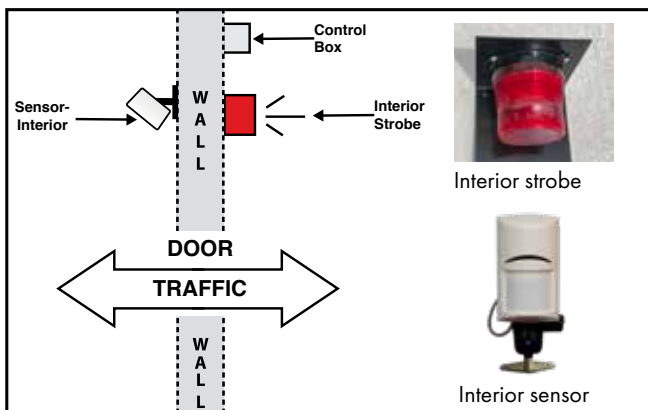 Control
Box
Sensor-
Interior
W
A
L
L
Interior
Strobe
Interior strobe
DOOR
TRAFFIC
W
A
L
L
Interior sensor